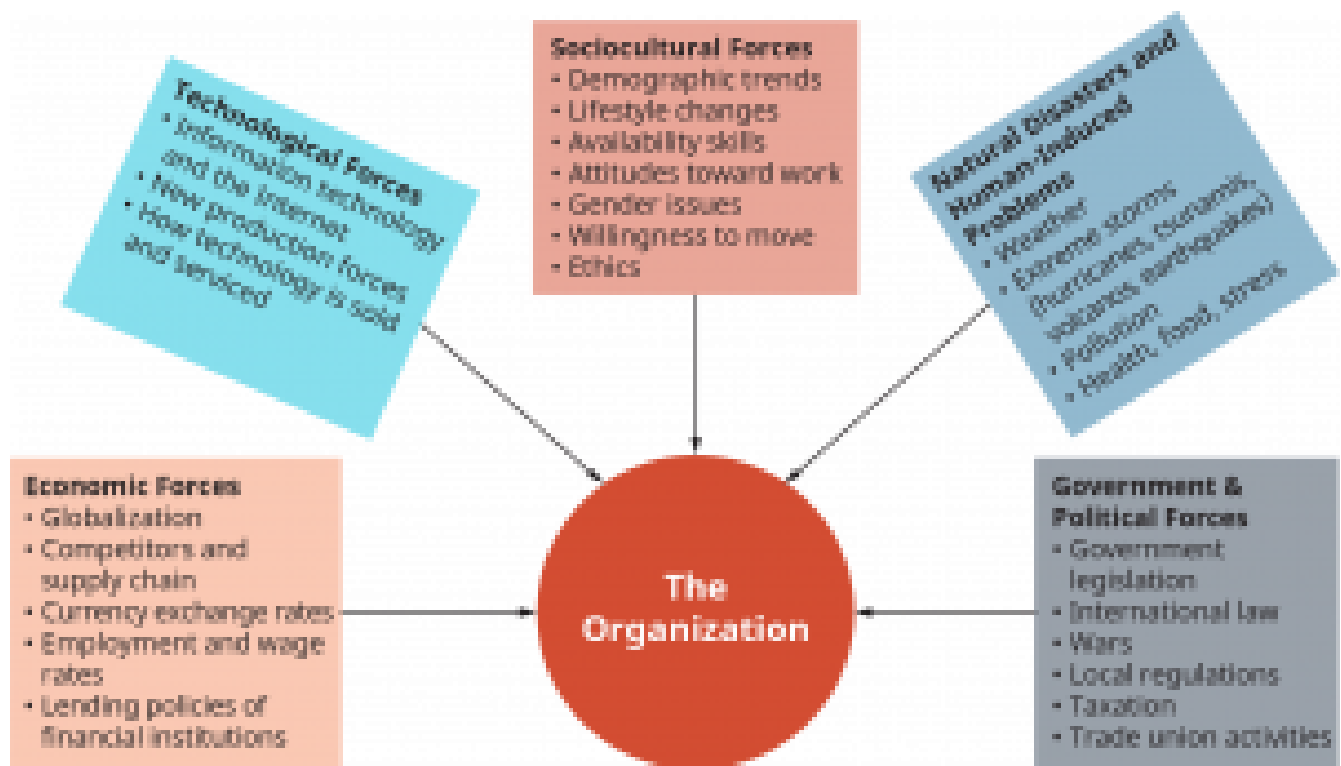 Technological Forces
• Information technology
and the Internet
• New production forces
• How technology is sold
and serviced
Sociocultural Forces
• Demographic trends
• Lifestyle changes
• Availability skills
• Attitudes toward work
• Gender issues
• Willingness to move
• Ethics
Natural Disasters and
Human-Induced
Problems
• Weather
• Extreme storms
(hurricanes, tsunamis,
volcanos, earthquakes)
• Pollution
• Health, food, stress
Economic Forces
• Globalization
• Competitors and
supply chain
• Currency exchange rates
• Employment and wage
rates
• Lending policies of
financial institutions
The
Organization
Government &
Political Forces
• Government
legislation
• International law
• Wars
• Local regulations
• Taxation
• Trade union activities